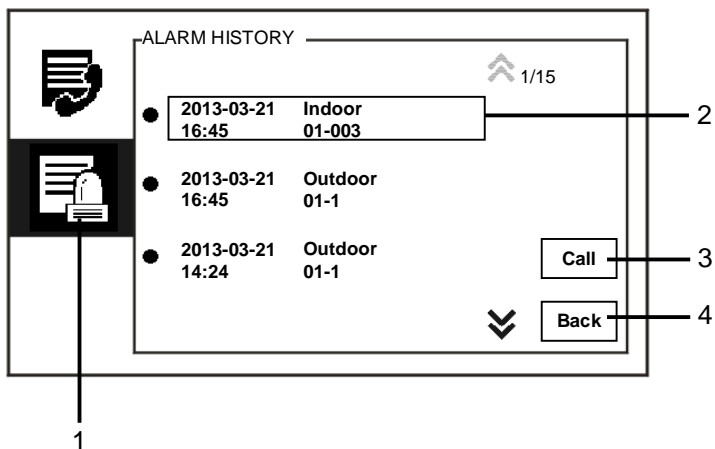 ALARM HISTORY
1/15
2013-03-21 Indoor
16:45 01-003
2
2013-03-21 Outdoor
16:45 01-1
2013-03-21 Outdoor
14:24 01-1
Call
3
Back
4
1